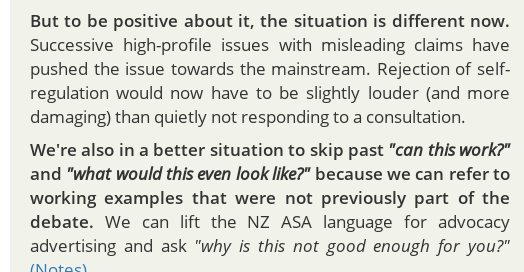 But to be positive about it, the situation is different now.
Successive high-profile issues with misleading claims have
pushed the issue towards the mainstream. Rejection of self-
regulation would now have to be slightly louder (and more
damaging) than quietly not responding to a consultation.
We're also in a better situation to skip past "can this work?"
and "what would this even look like?" because we can refer to
working examples that were not previously part of the
debate. We can lift the NZ ASA language for advocacy
advertising and ask "why is this not good enough for you?"
(Notes)